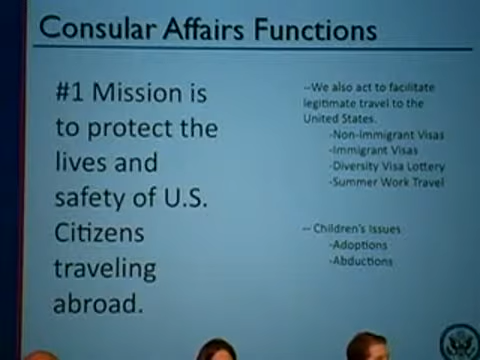 Consular Affairs Functions
#1 Mission is
to protect the
lives and
safety of U.S.
Citizens
traveling
abroad.
--We also act to facilitate
legitimate travel to the
United States.
-Non-Immigrant Visas
-Immigrant Visas
-Diversity Visa Lottery
-Summer Work Travel
-- Children's Issues
-Adoptions
-Abductions